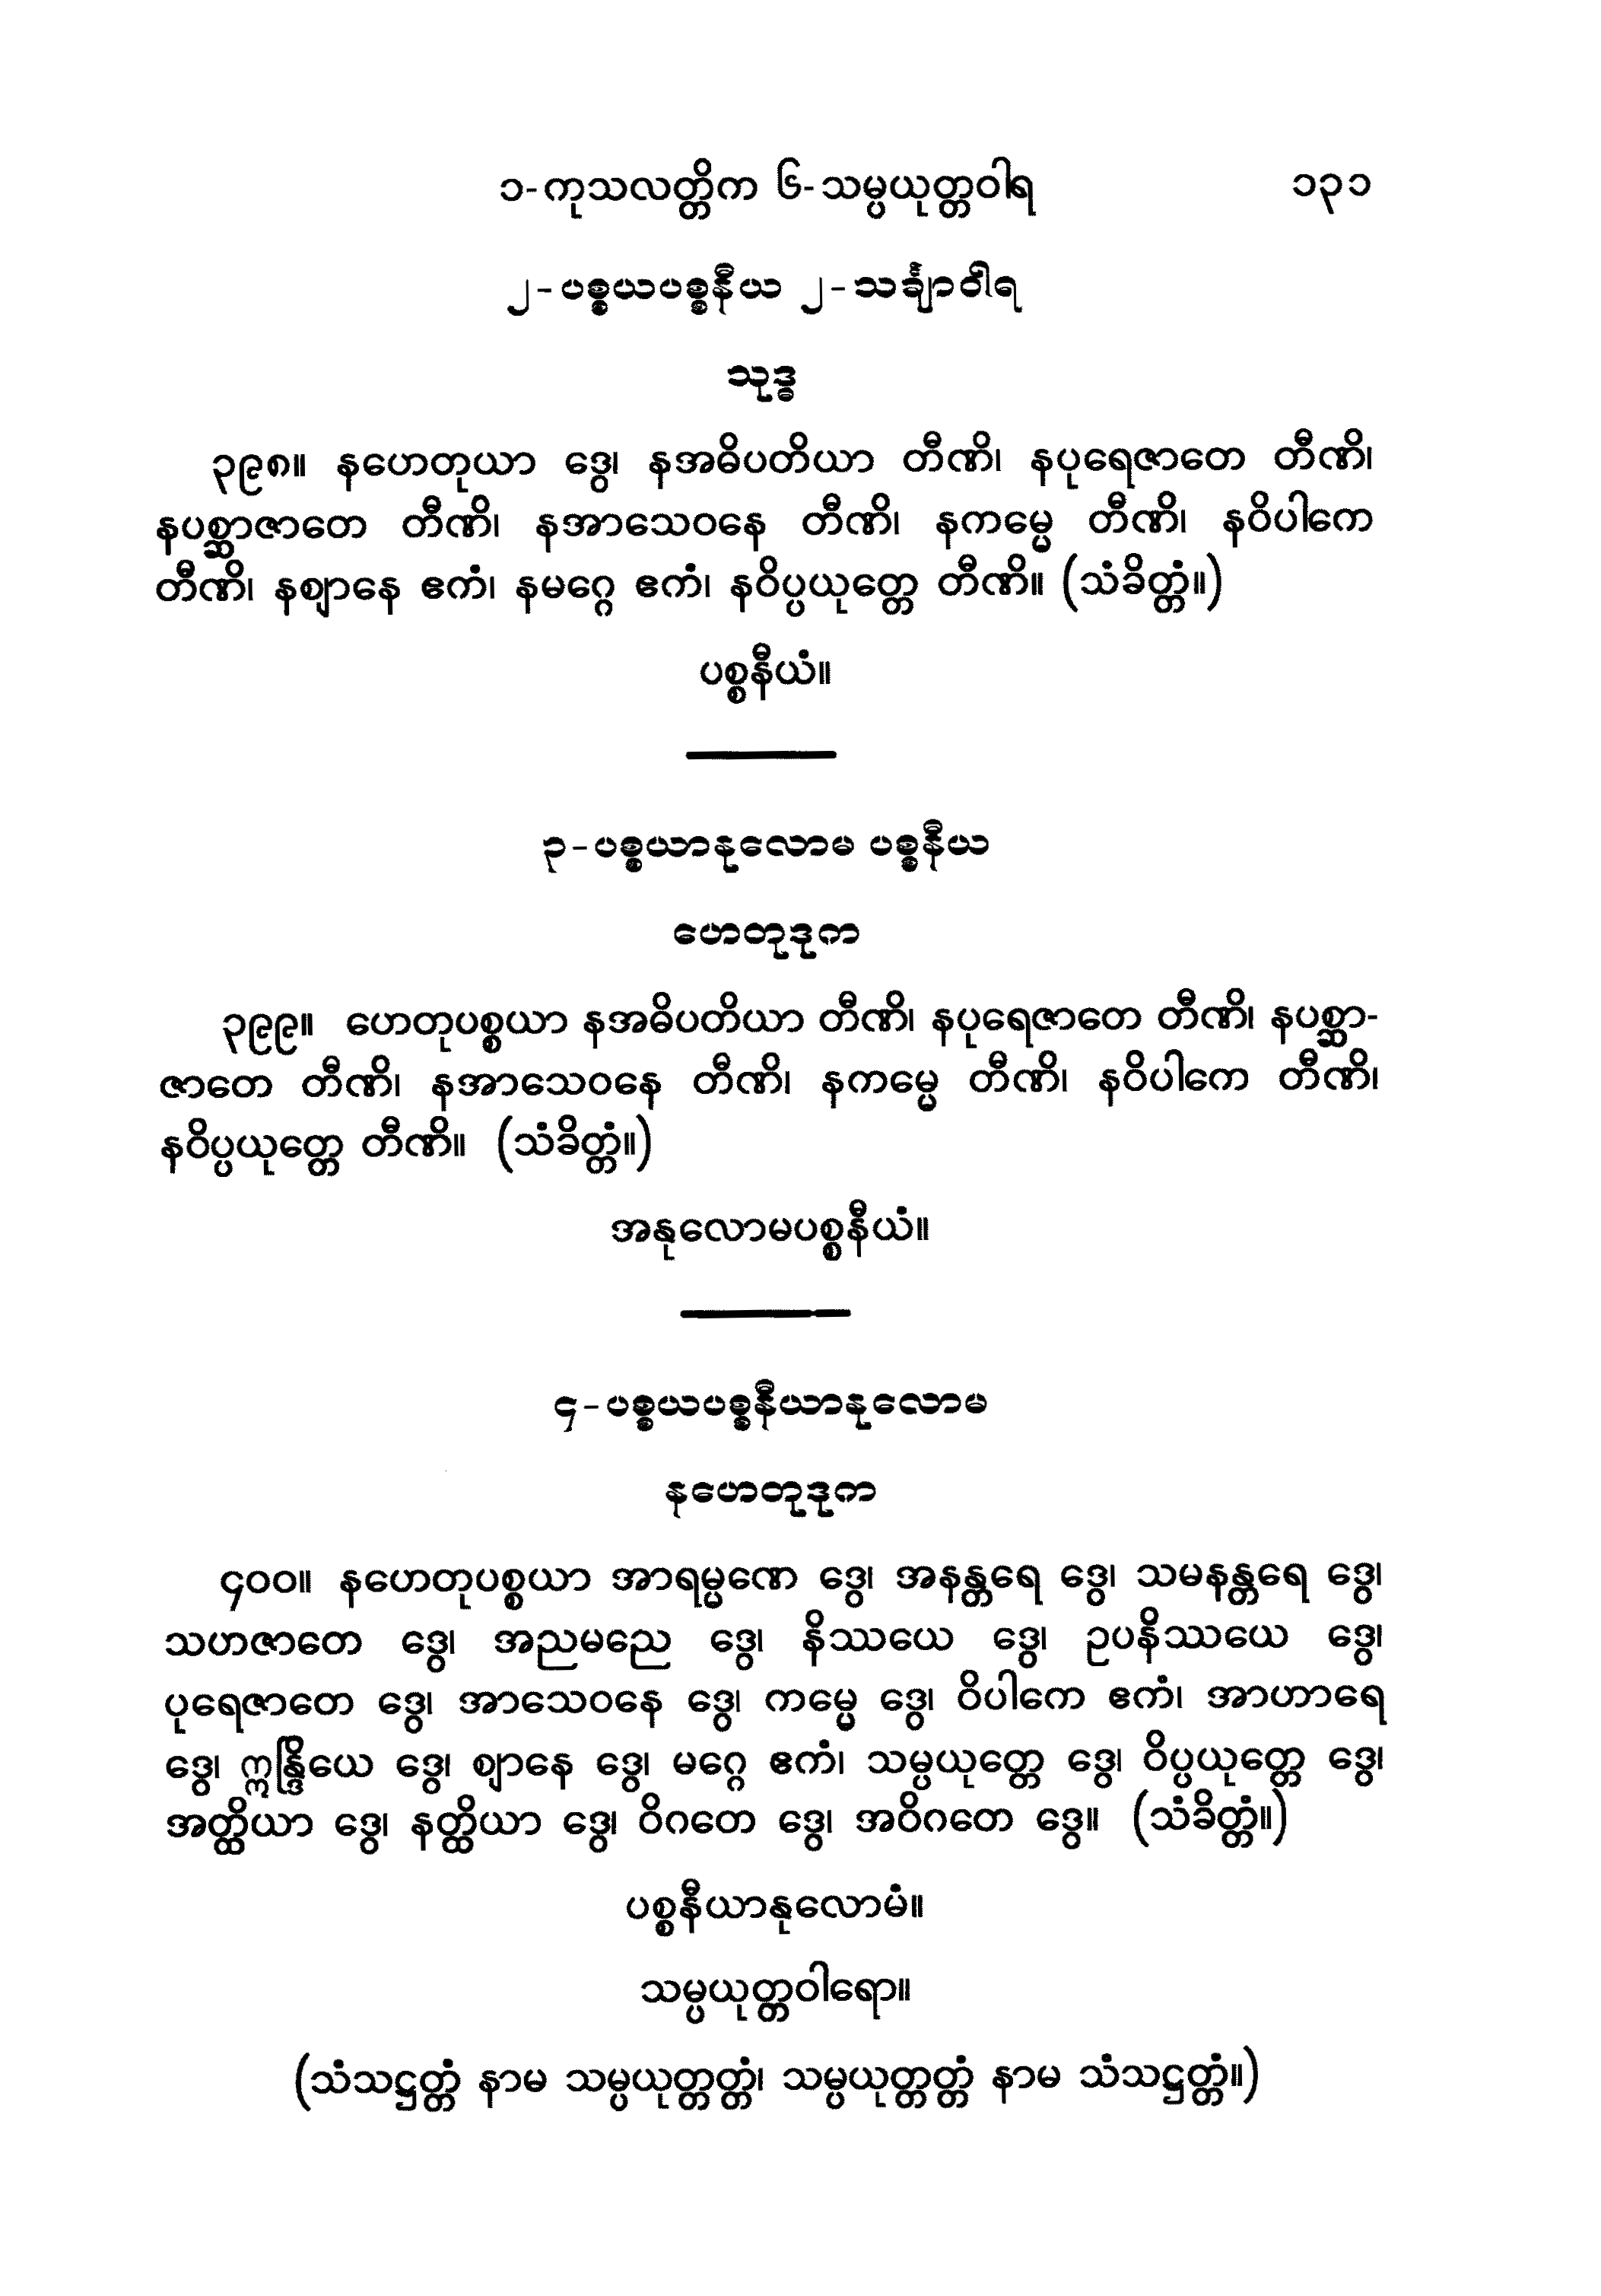 ၁-ကုသလတ္တိက ၆-သမ္ပယုတ္တဝါရ ၁၃၁
၂-ပစ္စယပစ္စနီယ ၂-သင်္ချာဝါရ
သုဒ္ဓ
၃၉၈။ နဟေတုယာ ဒွေ၊ နအဓိပတိယာ တီဏိ၊ နပုရေဇာတေ တီဏိ၊
နပစ္ဆာဇာတေ တီဏိ၊ နအာသေဝနေ တီဏိ၊ နကမ္မေ တီဏိ၊ နဝိပါကေ
တီဏိ၊ နဈာနေ ဧကံ၊ နမဂ္ဂေ ဧကံ၊ နဝိပ္ပယုတ္တေ တီဏိ။ (သံခိတ္တံ။)
ပစ္စနီယံ။
၃-ပစ္စယာနုလောမ ပစ္စနီယ
ဟေတုဒုက
၃၉၉။ ဟေတုပစ္စယာ နအဓိပတိယာ တီဏိ၊ နပုရေဇာတေ တီဏိ၊ နပစ္ဆာ-
ဇာတေ တီဏိ၊ နအာသေဝနေ တီဏိ၊ နကမ္မေ တီဏိ၊ နဝိပါကေ တီဏိ၊
နဝိပ္ပယုတ္တေ တီဏိ။ (သံခိတ္တံ။)
အနုလောမပစ္စနီယံ။
၄-ပစ္စယပစ္စနီယာနုလောမ
နဟေတုဒုက
၄၀၀။ နဟေတုပစ္စယာ အာရမ္မဏေ ဒွေ၊ အနန္တရေ ဒွေ၊ သမနန္တရေ ဒွေ၊
သဟဇာတေ ဒွေ၊ အညမညေ ဒွေ၊ နိဿယေ ဒွေ၊ ဥပနိဿယေ ဒွေ၊
ပုရေဇာတေ ဒွေ၊ အာသေဝနေ ဒွေ၊ ကမ္မေ ဒွေ၊ ဝိပါကေ ဧကံ၊ အာဟာရေ
ဒွေ၊ ဣန္ဒြိယေ ဒွေ၊ ဈာနေ ဒွေ၊ မဂ္ဂေ ဧကံ၊ သမ္ပယုတ္တေ ဒွေ၊ ဝိပ္ပယုတ္တေ ဒွေ၊
အတ္ထိယာ ဒွေ၊ နတ္ထိယာ ဒွေ၊ ဝိဂတေ ဒွေ၊ အဝိဂတေ ဒွေ။ (သံခိတ္တံ။)
ပစ္စနီယာနုလောမံ။
သမ္ပယုတ္တဝါရော။
(သံသဋ္ဌတ္တံ နာမ သမ္ပယုတ္တတ္တံ၊ သမ္ပယုတ္တတ္တံ နာမ သံသဋ္ဌတ္တံ။)